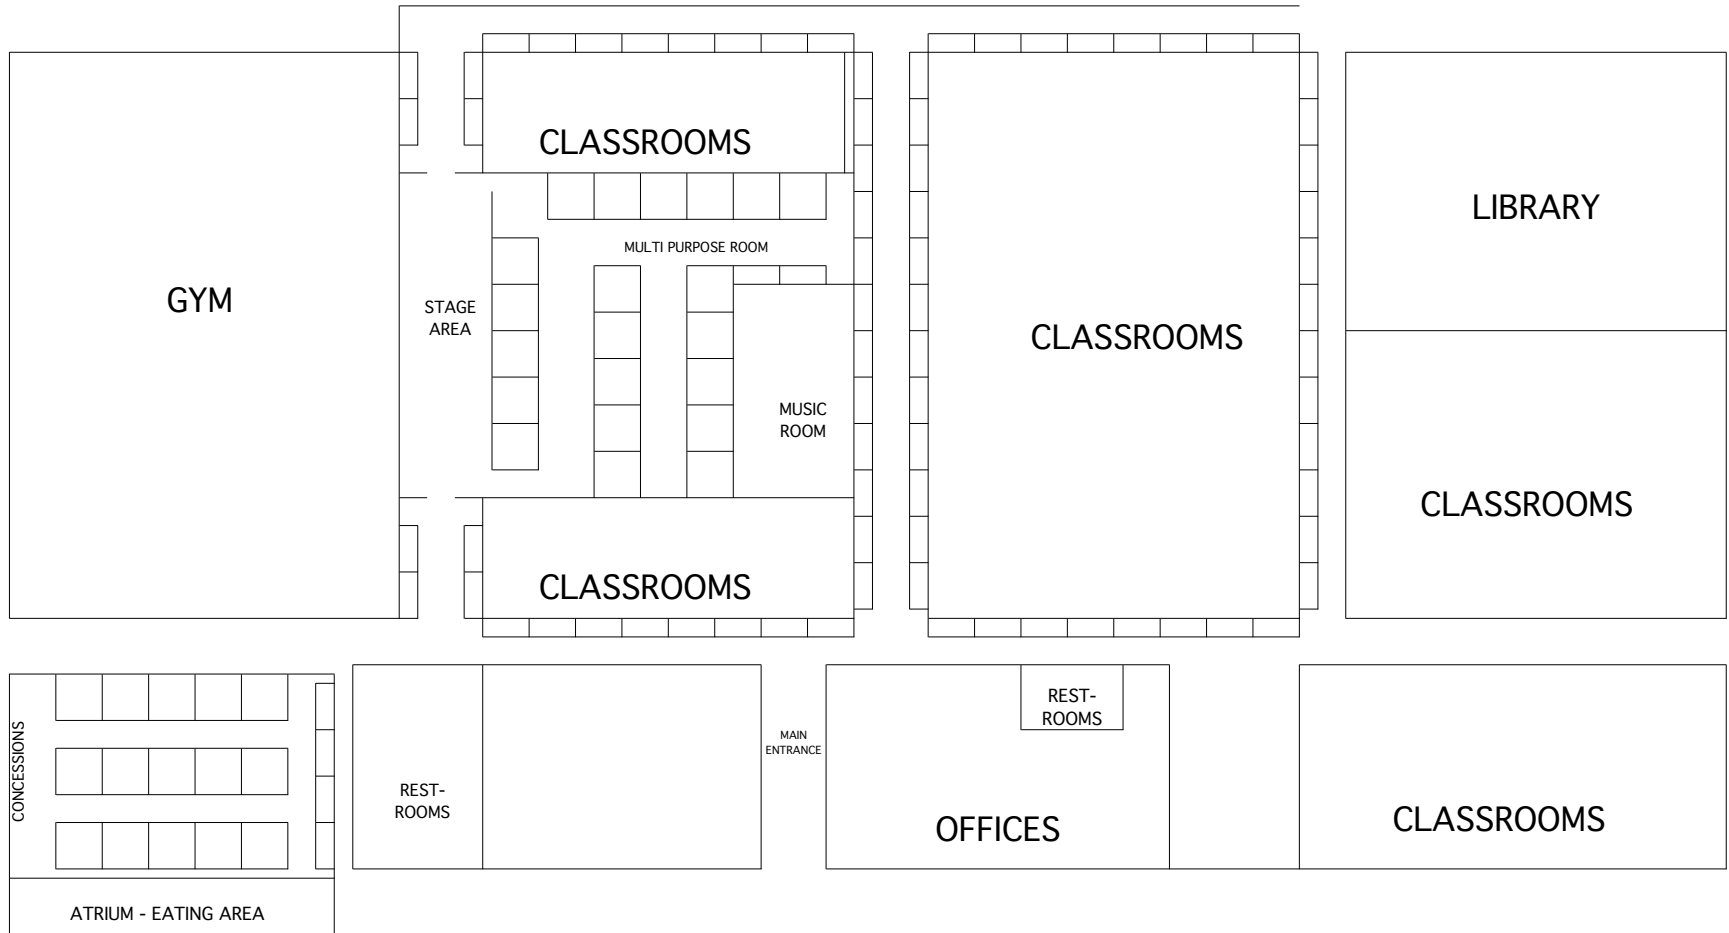 CLASSROOMS
LIBRARY
MULTI PURPOSE ROOM
GYM
STAGE
AREA
CLASSROOMS
MUSIC
ROOM
CLASSROOMS
CLASSROOMS
REST-
ROOMS
MAIN
ENTRANCE
CONCESSIONS
REST-
ROOMS
OFFICES
CLASSROOMS
ATRIUM - EATING AREA